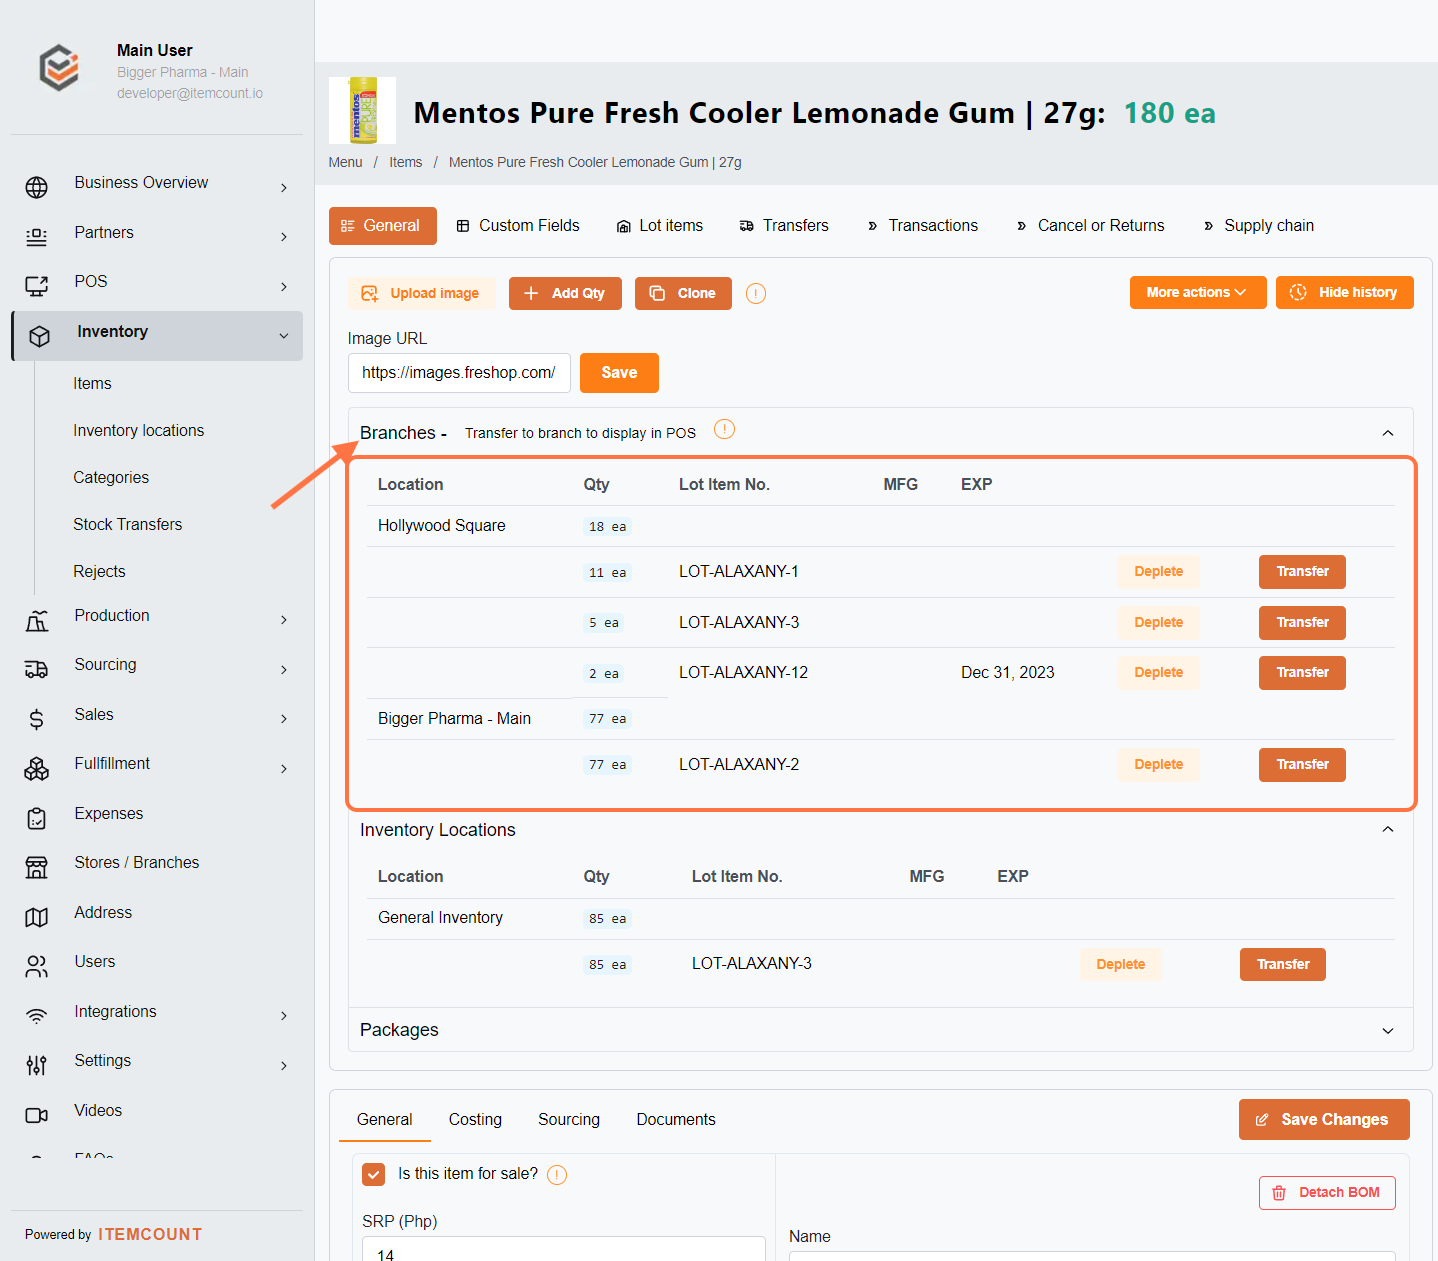 Main User
Bigger Pharma - Main
developer@itemcount.io
Business Overview
Partners
POS
Inventory
Items
Inventory locations
Categories
Stock Transfers
Rejects
Production
Sourcing
Sales
Fullfillment
Expenses
Stores / Branches
Address
Users
Integrations
Settings
Videos
FAQs
Powered by ITEMCOUNT
mentos
Mentos Pure Fresh Cooler Lemonade Gum | 27g: 180 ea
Menu / Items / Mentos Pure Fresh Cooler Lemonade Gum | 27g
General Custom Fields Lot items Transfers Transactions Cancel or Returns Supply chain
Upload image Add Qty Clone More actions Hide history
Image URL
https://images.freshop.com/ Save
Branches - Transfer to branch to display in POS
Location Qty Lot Item No. MFG EXP
Hollywood Square 18 ea
11 ea LOT-ALAXANY-1 Deplete Transfer
5 ea LOT-ALAXANY-3 Deplete Transfer
2 ea LOT-ALAXANY-12 Dec 31, 2023 Deplete Transfer
Bigger Pharma - Main 77 ea
77 ea LOT-ALAXANY-2 Deplete Transfer
Inventory Locations
Location Qty Lot Item No. MFG EXP
General Inventory 85 ea
85 ea LOT-ALAXANY-3 Deplete Transfer
Packages
General Costing Sourcing Documents Save Changes
Is this item for sale?
Detach BOM
SRP (Php)
14
Name